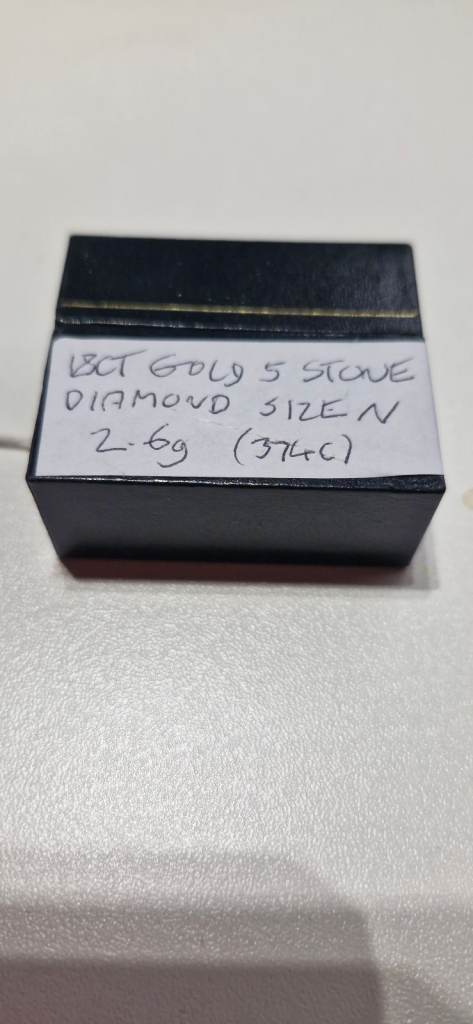 18CT GOLD 5 STONE
DIAMOND SIZE N
2.6g (374C)